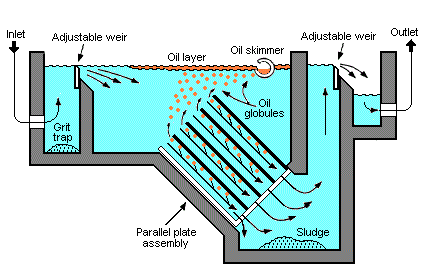 Inlet
Adjustable weir
Oil layer
Oil skimmer
Adjustable weir
Outlet
Grit
trap
Oil
globules
Parallel plate
assembly
Sludge